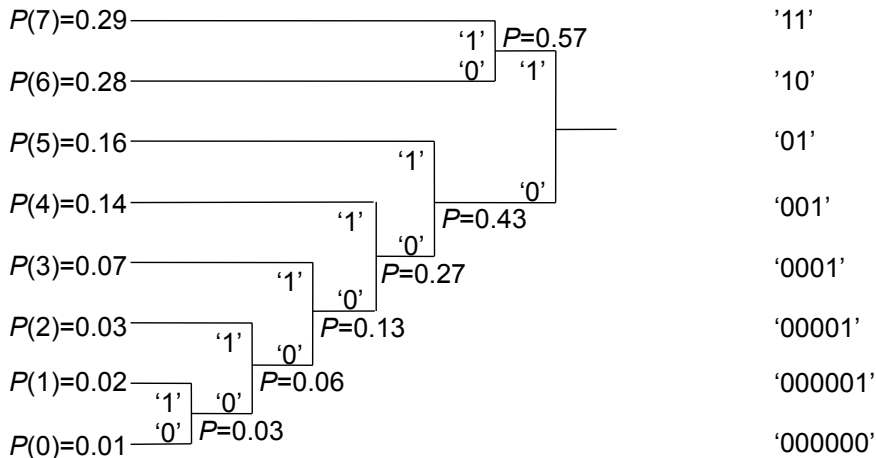 P(7)=0.29 ‘1’ P=0.57 ’11’
P(6)=0.28 ‘0’ ‘1’ ’10’
P(5)=0.16 ‘1’ ‘01’
P(4)=0.14 ‘1’ ‘0’ P=0.43 ‘001’
P(3)=0.07 ‘1’ ‘0’ P=0.27 ‘0001’
P(2)=0.03 ‘1’ ‘0’ P=0.13 ‘00001’
P(1)=0.02 ‘1’ ‘0’ ‘0’ P=0.06 ‘000001’
P(0)=0.01 ‘0’ P=0.03 ‘000000’